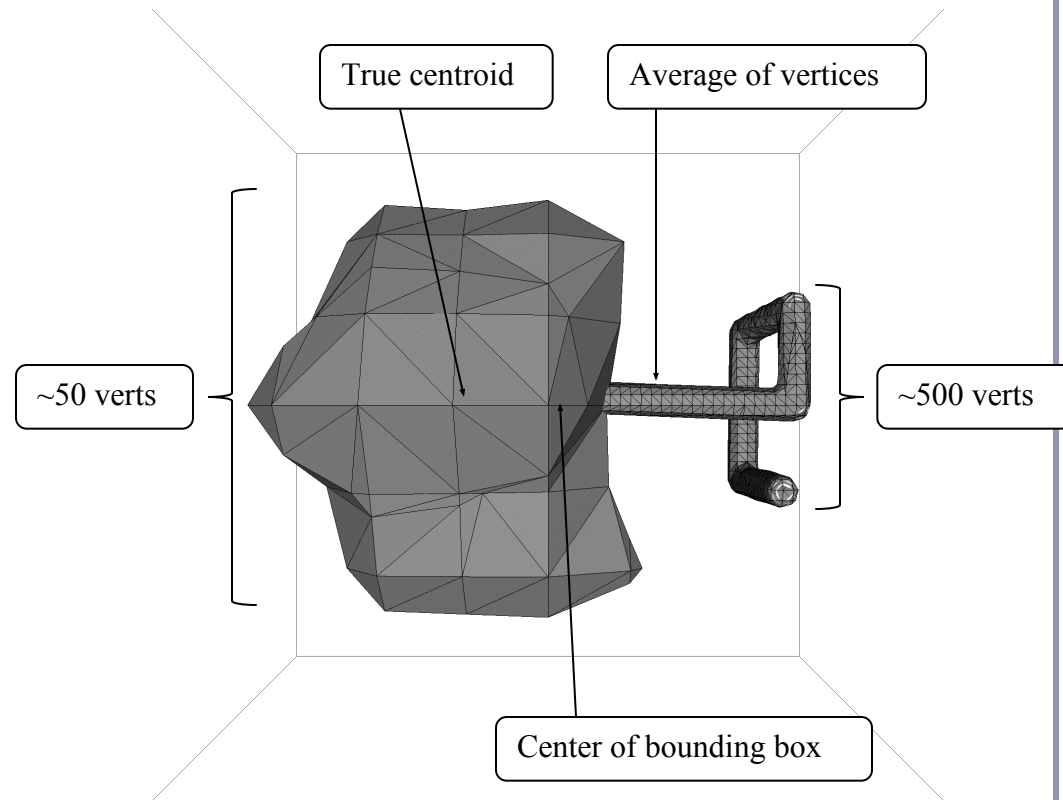 True centroid
Average of vertices
~50 verts
~500 verts
Center of bounding box